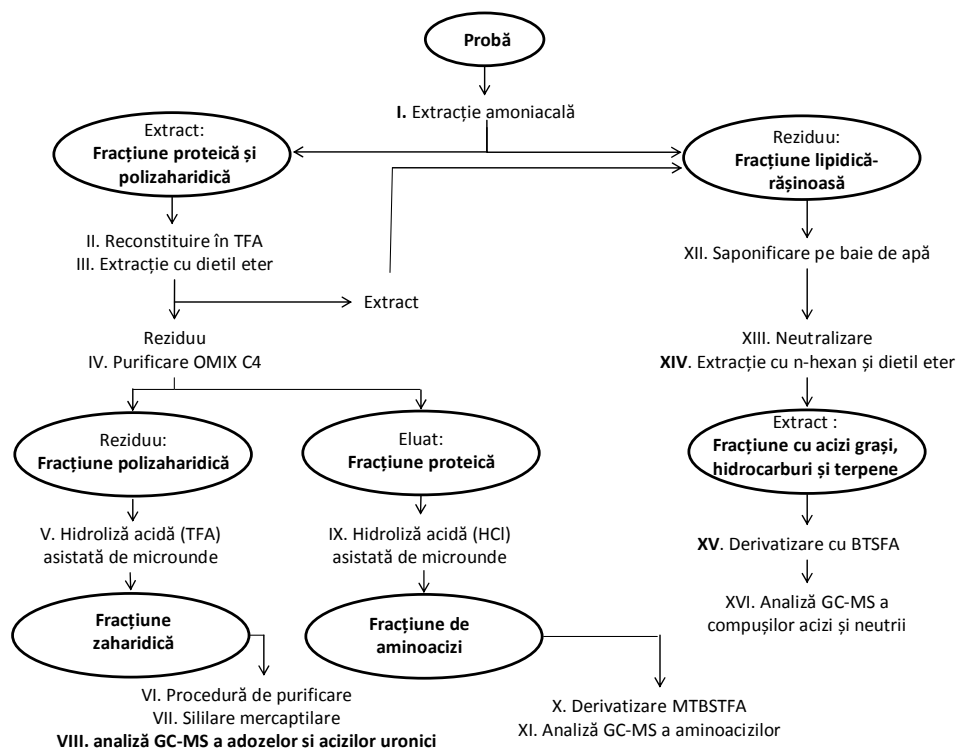 Probă
I. Extracție amoniacală
Extract:
Fracțiune proteică și
polizaharidică
Reziduu:
Fracțiune lipidică-
rășinoasă
II. Reconstituire în TFA
III. Extracție cu dietil eter
XII. Saponificare pe baie de apă
Extract
Reziduu
IV. Purificare OMIX C4
XIII. Neutralizare
XIV. Extracție cu n-hexan și dietil eter
Reziduu:
Fracțiune polizaharidică
Eluat:
Fracțiune proteică
Extract :
Fracțiune cu acizi grași,
hidrocarburi și terpene
V. Hidroliză acidă (TFA)
asistată de microunde
IX. Hidroliză acidă (HCl)
asistată de microunde
XV. Derivatizare cu BTSFA
XVI. Analiză GC-MS a
compușilor acizi și neutrii
Fracțiune
zaharidică
Fracțiune de
aminoacizi
VI. Procedură de purificare
VII. Sililare mercaptilare
VIII. analiză GC-MS a adozelor si acizilor uronici
X. Derivatizare MTBSTFA
XI. Analiză GC-MS a aminoacizilor